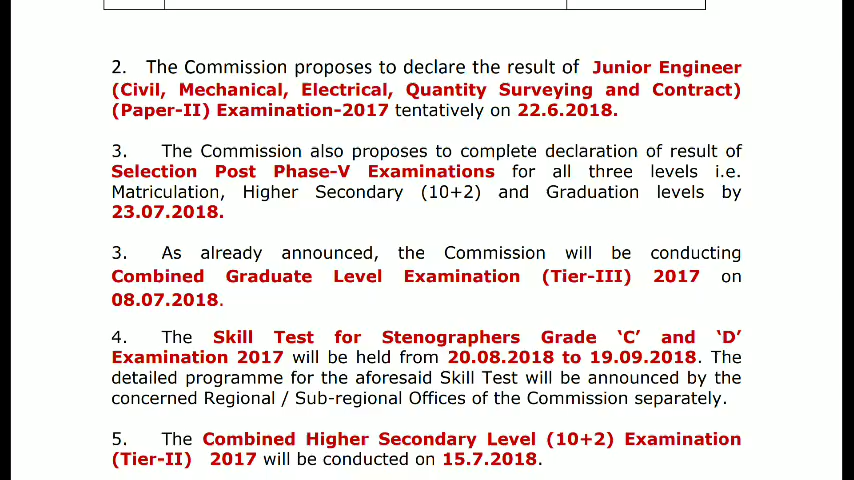 2. The Commission proposes to declare the result of Junior Engineer
(Civil, Mechanical, Electrical, Quantity Surveying and Contract)
(Paper-II) Examination-2017 tentatively on 22.6.2018.
3. The Commission also proposes to complete declaration of result of
Selection Post Phase-V Examinations for all three levels i.e.
Matriculation, Higher Secondary (10+2) and Graduation levels by
23.07.2018.
3. As already announced, the Commission will be conducting
Combined Graduate Level Examination (Tier-III) 2017 on
08.07.2018.
4. The Skill Test for Stenographers Grade ‘C’ and ‘D’
Examination 2017 will be held from 20.08.2018 to 19.09.2018. The
detailed programme for the aforesaid Skill Test will be announced by the
concerned Regional / Sub-regional Offices of the Commission separately.
5. The Combined Higher Secondary Level (10+2) Examination
(Tier-II) 2017 will be conducted on 15.7.2018.